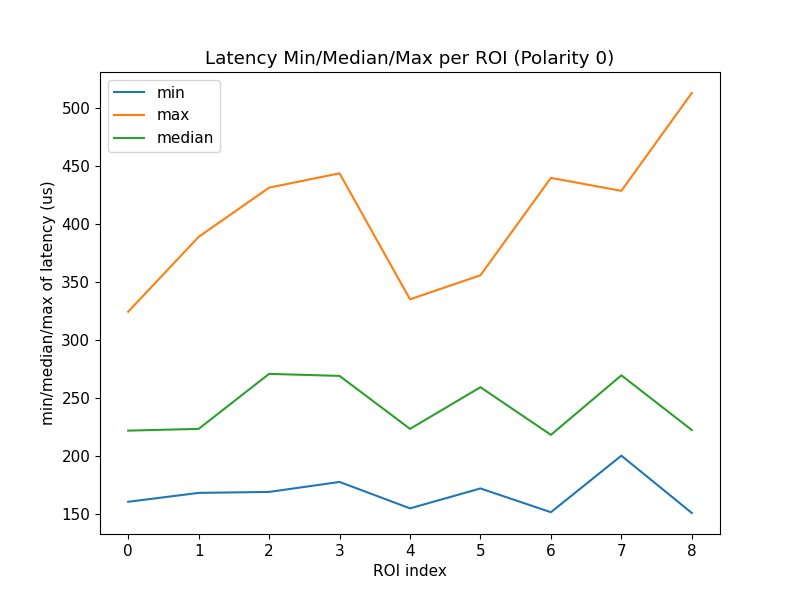 Latency Min/Median/Max per ROI (Polarity 0)
min
max
median
min/median/max of latency (us)
500
450
400
350
300
250
200
150
0 1 2 3 4 5 6 7 8
ROI index